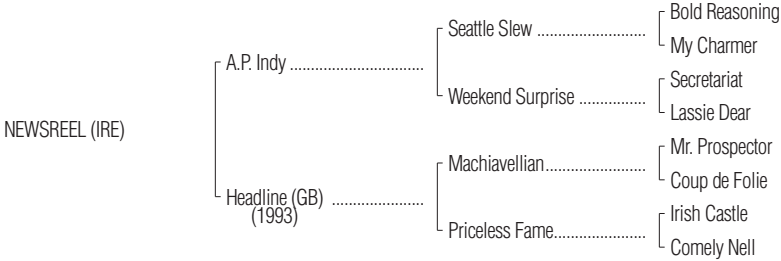 Bold Reasoning
Seattle Slew ..........................
My Charmer
A.P. Indy ................................
Secretariat
Weekend Surprise ................
Lassie Dear
NEWSREEL (IRE)
Mr. Prospector
Machiavellian........................
Coup de Folie
Headline (GB) ......................
(1993)
Irish Castle
Priceless Fame......................
Comely Nell